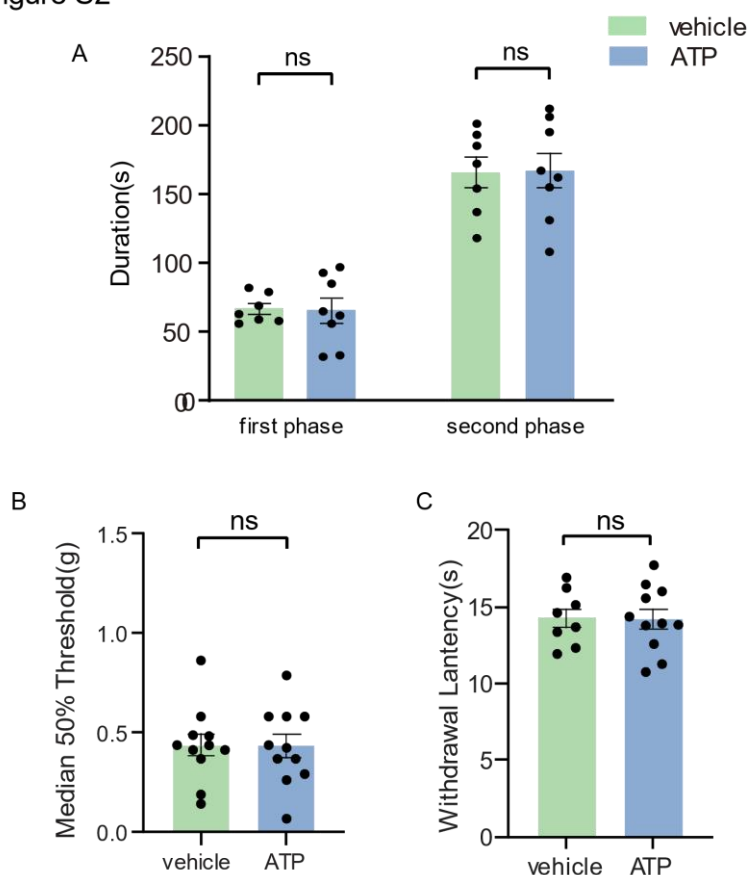 vehicle
ATP
A
ns
ns
250
200
150
100
50
0
0
Duration(s)
first phase
second phase
B
ns
1.5
1.0
0.5
0.0
Median 50% Threshold(g)
vehicle
ATP
C
ns
20
15
10
5
0
Withdrawal Lantency(s)
vehicle
ATP